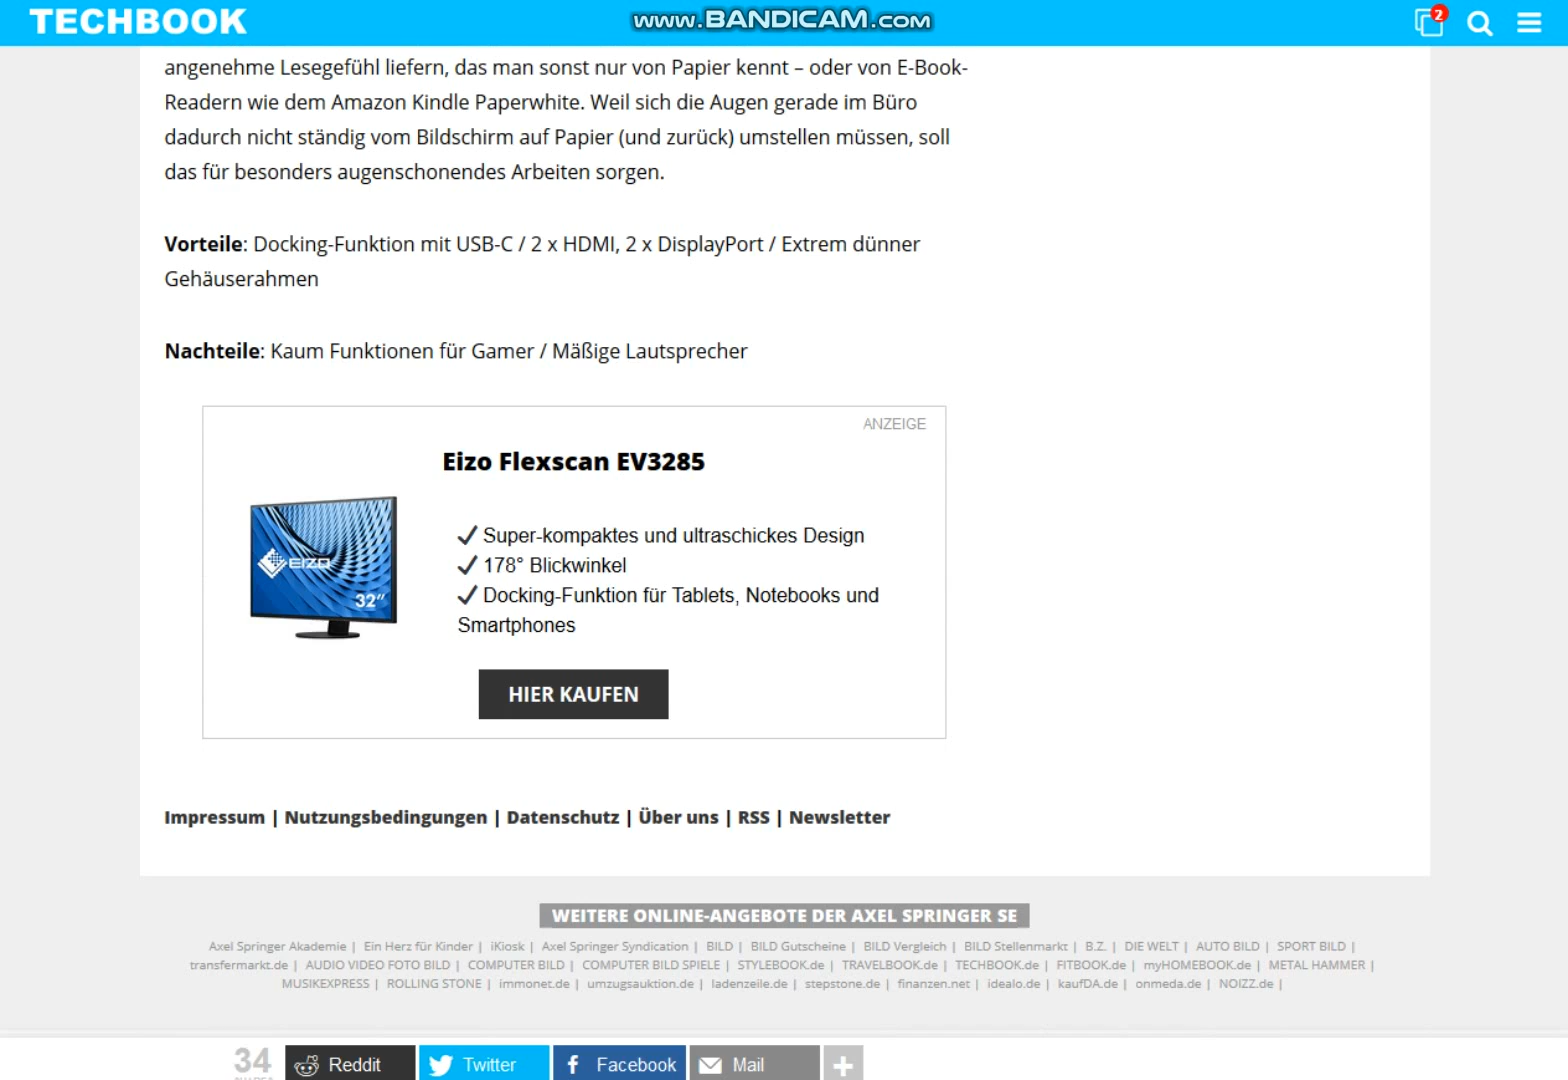 TECHBOOK
www.BANDICAM.com
2
angenehme Lesegefühl liefern, das man sonst nur von Papier kennt – oder von E-Book-
Readern wie dem Amazon Kindle Paperwhite. Weil sich die Augen gerade im Büro
dadurch nicht ständig vom Bildschirm auf Papier (und zurück) umstellen müssen, soll
das für besonders augenschonendes Arbeiten sorgen.
Vorteile: Docking-Funktion mit USB-C / 2 x HDMI, 2 x DisplayPort / Extrem dünner
Gehäuserahmen
Nachteile: Kaum Funktionen für Gamer / Mäßige Lautsprecher
ANZEIGE
Eizo Flexscan EV3285
EIZO
32"
Super-kompaktes und ultraschickes Design
178° Blickwinkel
Docking-Funktion für Tablets, Notebooks und
Smartphones
HIER KAUFEN
Impressum | Nutzungsbedingungen | Datenschutz | Über uns | RSS | Newsletter
WEITERE ONLINE-ANGEBOTE DER AXEL SPRINGER SE
Axel Springer Akademie | Ein Herz für Kinder | iKiosk | Axel Springer Syndication | BILD | BILD Gutscheine | BILD Vergleich | BILD Stellenmarkt | B.Z. | DIE WELT | AUTO BILD | SPORT BILD |
transfermarkt.de | AUDIO VIDEO FOTO BILD | COMPUTER BILD | COMPUTER BILD SPIELE | STYLEBOOK.de | TRAVELBOOK.de | TECHBOOK.de | FITBOOK.de | myHOMEBOOK.de | METAL HAMMER |
MUSIKEXPRESS | ROLLING STONE | immonet.de | umzugsauktion.de | ladenzeile.de | stepstone.de | finanzen.net | idealo.de | kaufDA.de | onmeda.de | NOIZZ.de |
34
Reddit
Twitter
Facebook
Mail